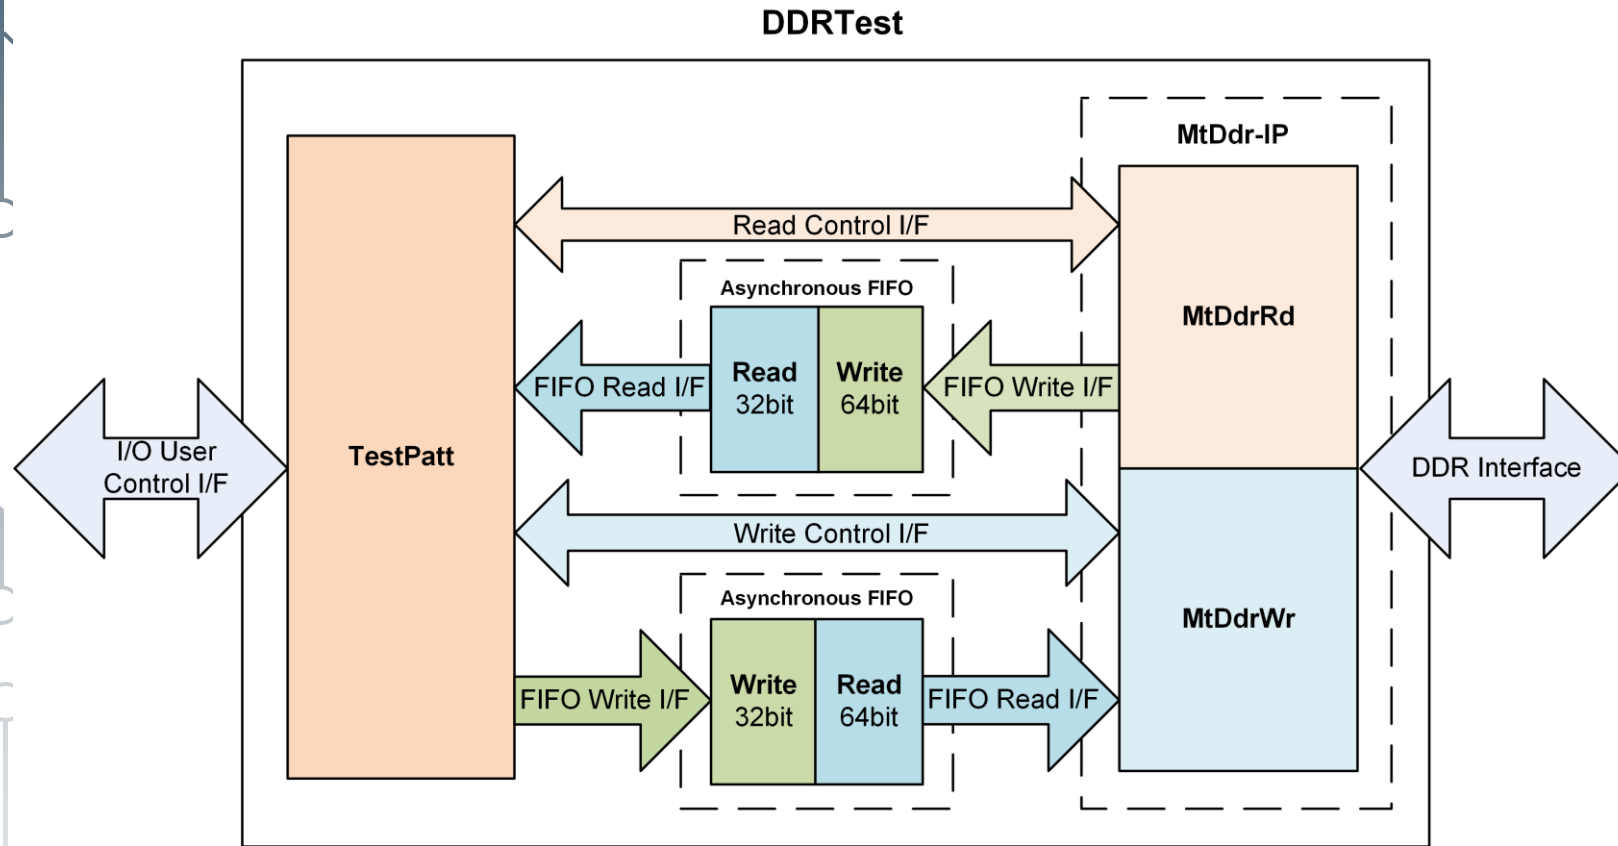 DDRTest
MtDdr-IP
Read Control I/F
Asynchronous FIFO
MtDdrRd
FIFO Read I/F
Read
32bit
Write
64bit
FIFO Write I/F
TestPatt
I/O User
Control I/F
DDR Interface
Write Control I/F
Asynchronous FIFO
MtDdrWr
FIFO Write I/F
Write
32bit
Read
64bit
FIFO Read I/F